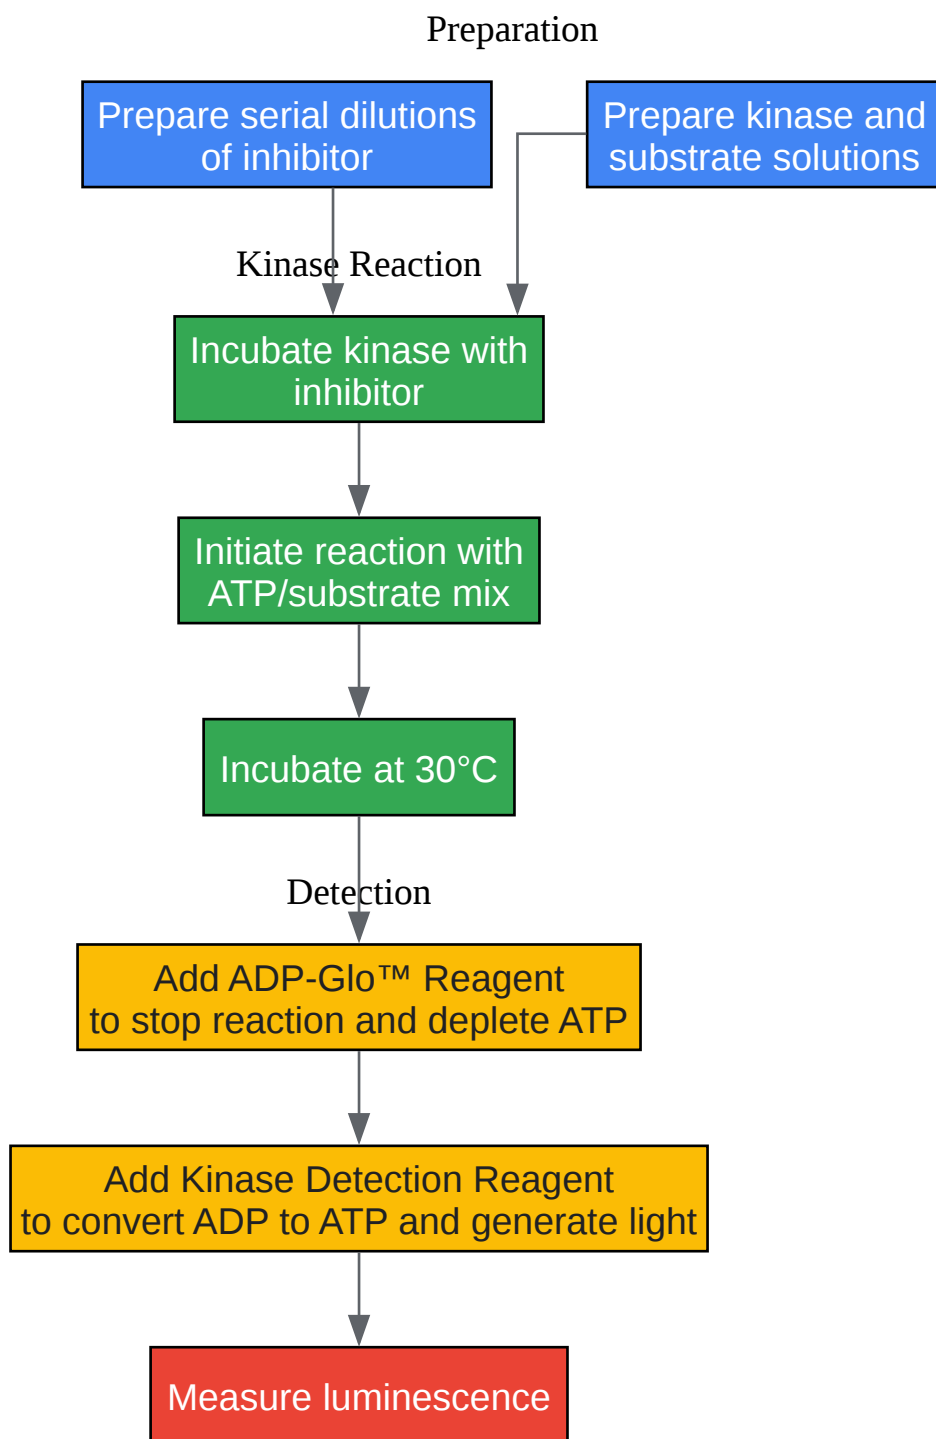 Preparation
Prepare serial dilutions
of inhibitor
Prepare kinase and
substrate solutions
Kinase Reaction
Incubate kinase with
inhibitor
Initiate reaction with
ATP/substrate mix
Incubate at 30°C
Detection
Add ADP-Glo™ Reagent
to stop reaction and deplete ATP
Add Kinase Detection Reagent
to convert ADP to ATP and generate light
Measure luminescence